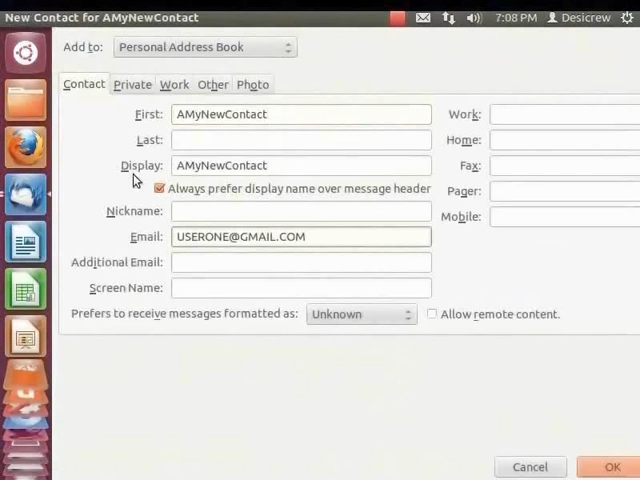 New Contact for AMyNewContact
7:08 PM Desicrew
Add to: Personal Address Book
Contact Private Work Other Photo
First: AMyNewContact
Last:
Display: AMyNewContact
Always prefer display name over message header
Nickname:
Email: USERONE@GMAIL.COM
Additional Email:
Screen Name:
Prefers to receive messages formatted as: Unknown
Allow remote content.
Work:
Home:
Fax:
Pager:
Mobile:
Cancel OK